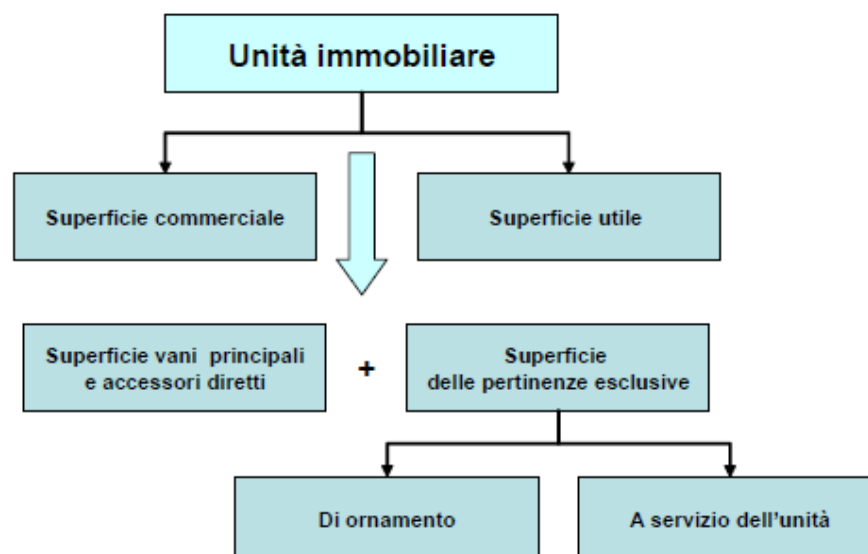 Unità immobiliare
Superficie commerciale
Superficie utile
Superficie vani principali
e accessori diretti
+
Superficie
delle pertinenze esclusive
Di ornamento
A servizio dell'unità